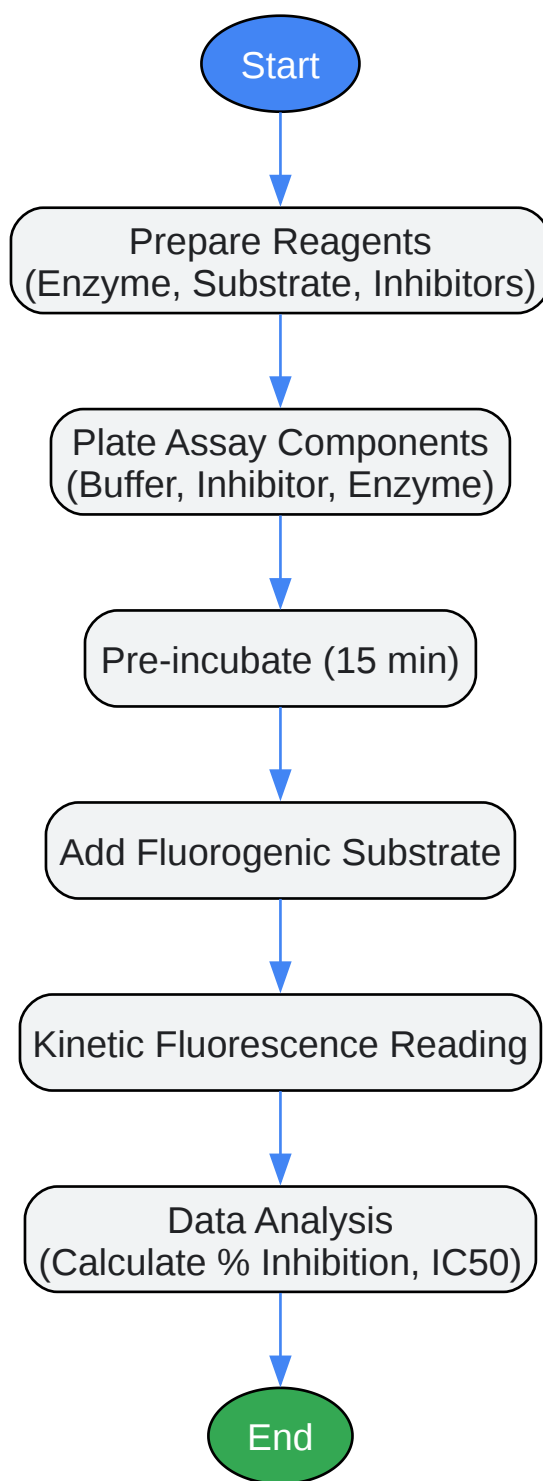 Start
Prepare Reagents
(Enzyme, Substrate, Inhibitors)
Plate Assay Components
(Buffer, Inhibitor, Enzyme)
Pre-incubate (15 min)
Add Fluorogenic Substrate
Kinetic Fluorescence Reading
Data Analysis
(Calculate % Inhibition, IC50)
End